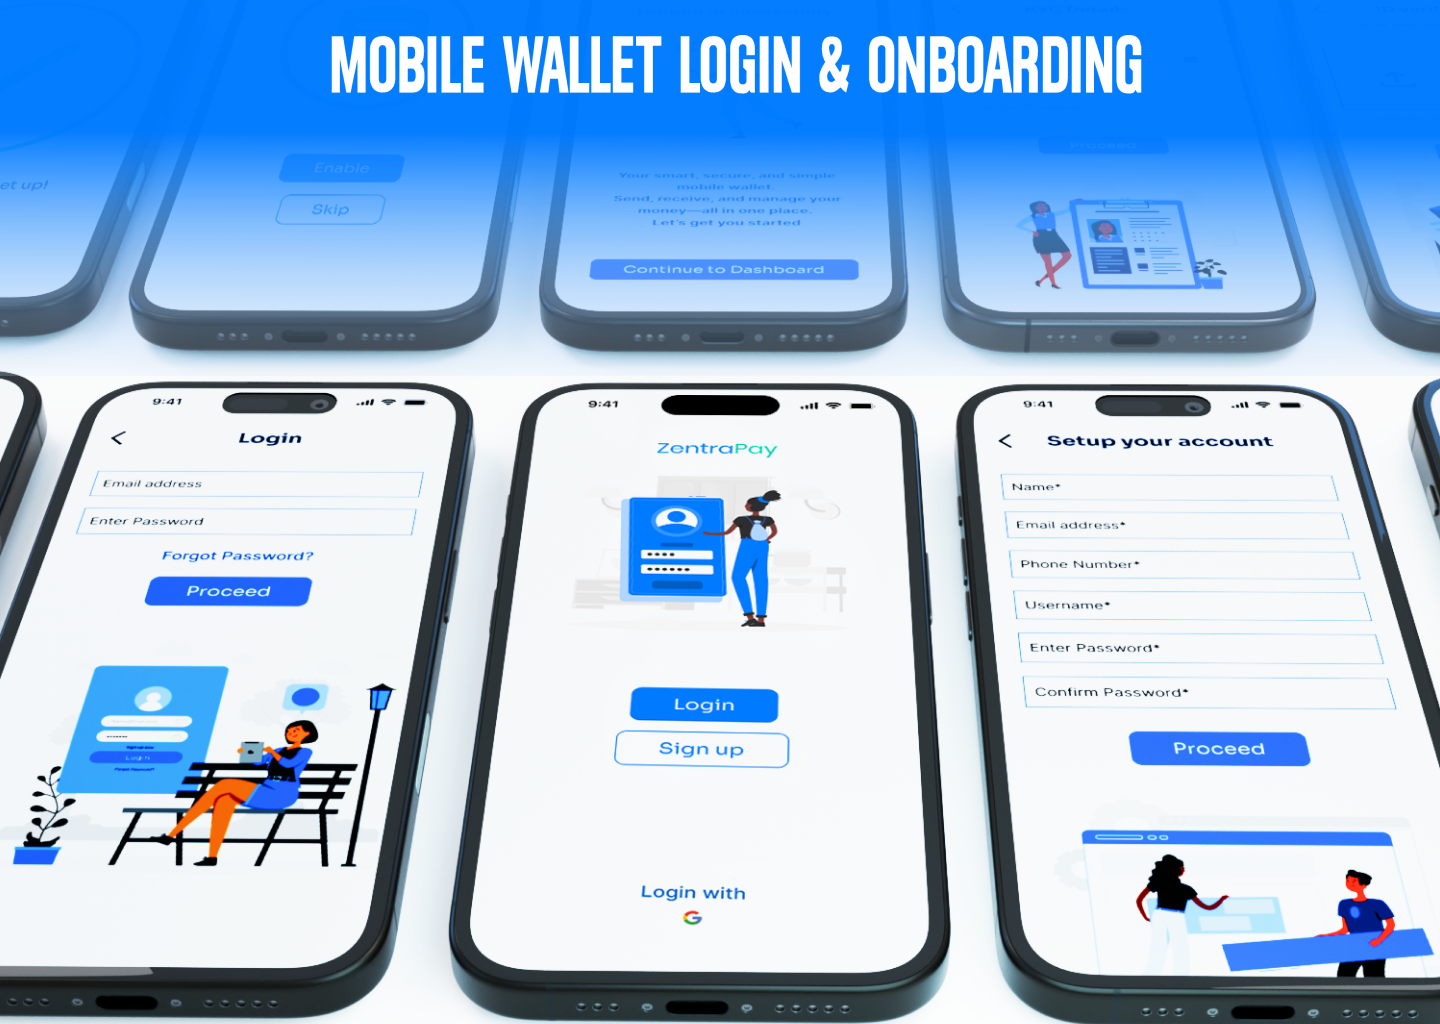 MOBILE WALLET LOGIN & ONBOARDING
et up!
Enable
Skip
Your smart, secure, and simple
mobile wallet.
Send, receive, and manage your
money—all in one place.
Let's get you started
Continue to Dashboard
Proceed
9:41
Login
Email address
Enter Password
Forgot Password?
Proceed
Login
9:41
ZentraPay
Login
Sign up
Login with
G
9:41
Setup your account
Name*
Email address*
Phone Number*
Username*
Enter Password*
Confirm Password*
Proceed